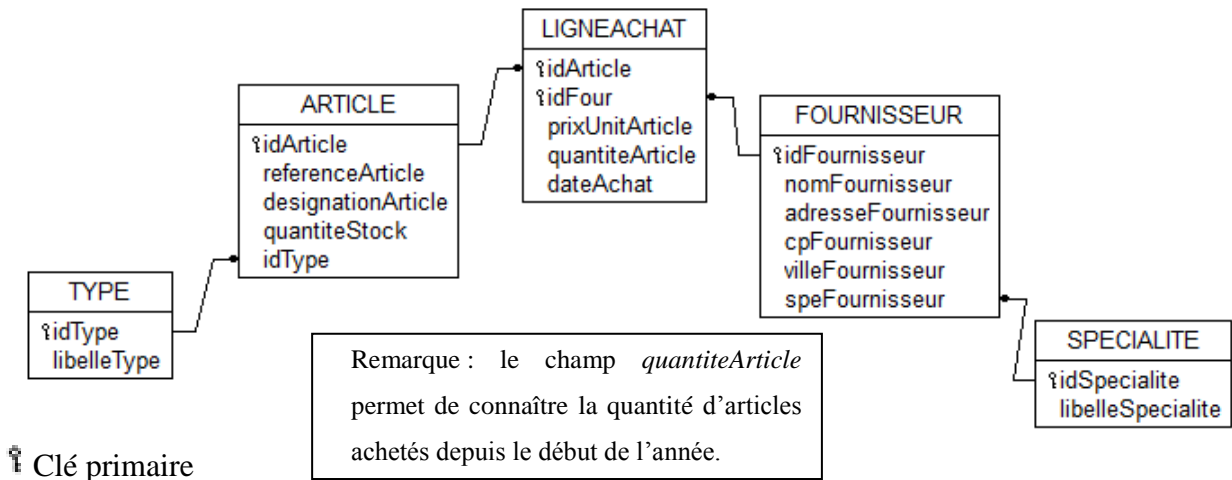 LIGNEACHAT
idArticle
idFour
prixUnitArticle
quantiteArticle
dateAchat
ARTICLE
idArticle
referenceArticle
designationArticle
quantiteStock
idType
FOURNISSEUR
idFournisseur
nomFournisseur
adresseFournisseur
cpFournisseur
villeFournisseur
speFournisseur
TYPE
idType
libelleType
SPECIALITE
idSpecialite
libelleSpecialite
Remarque : le champ quantiteArticle
permet de connaître la quantité d’articles
achetés depuis le début de l’année.
Clé primaire